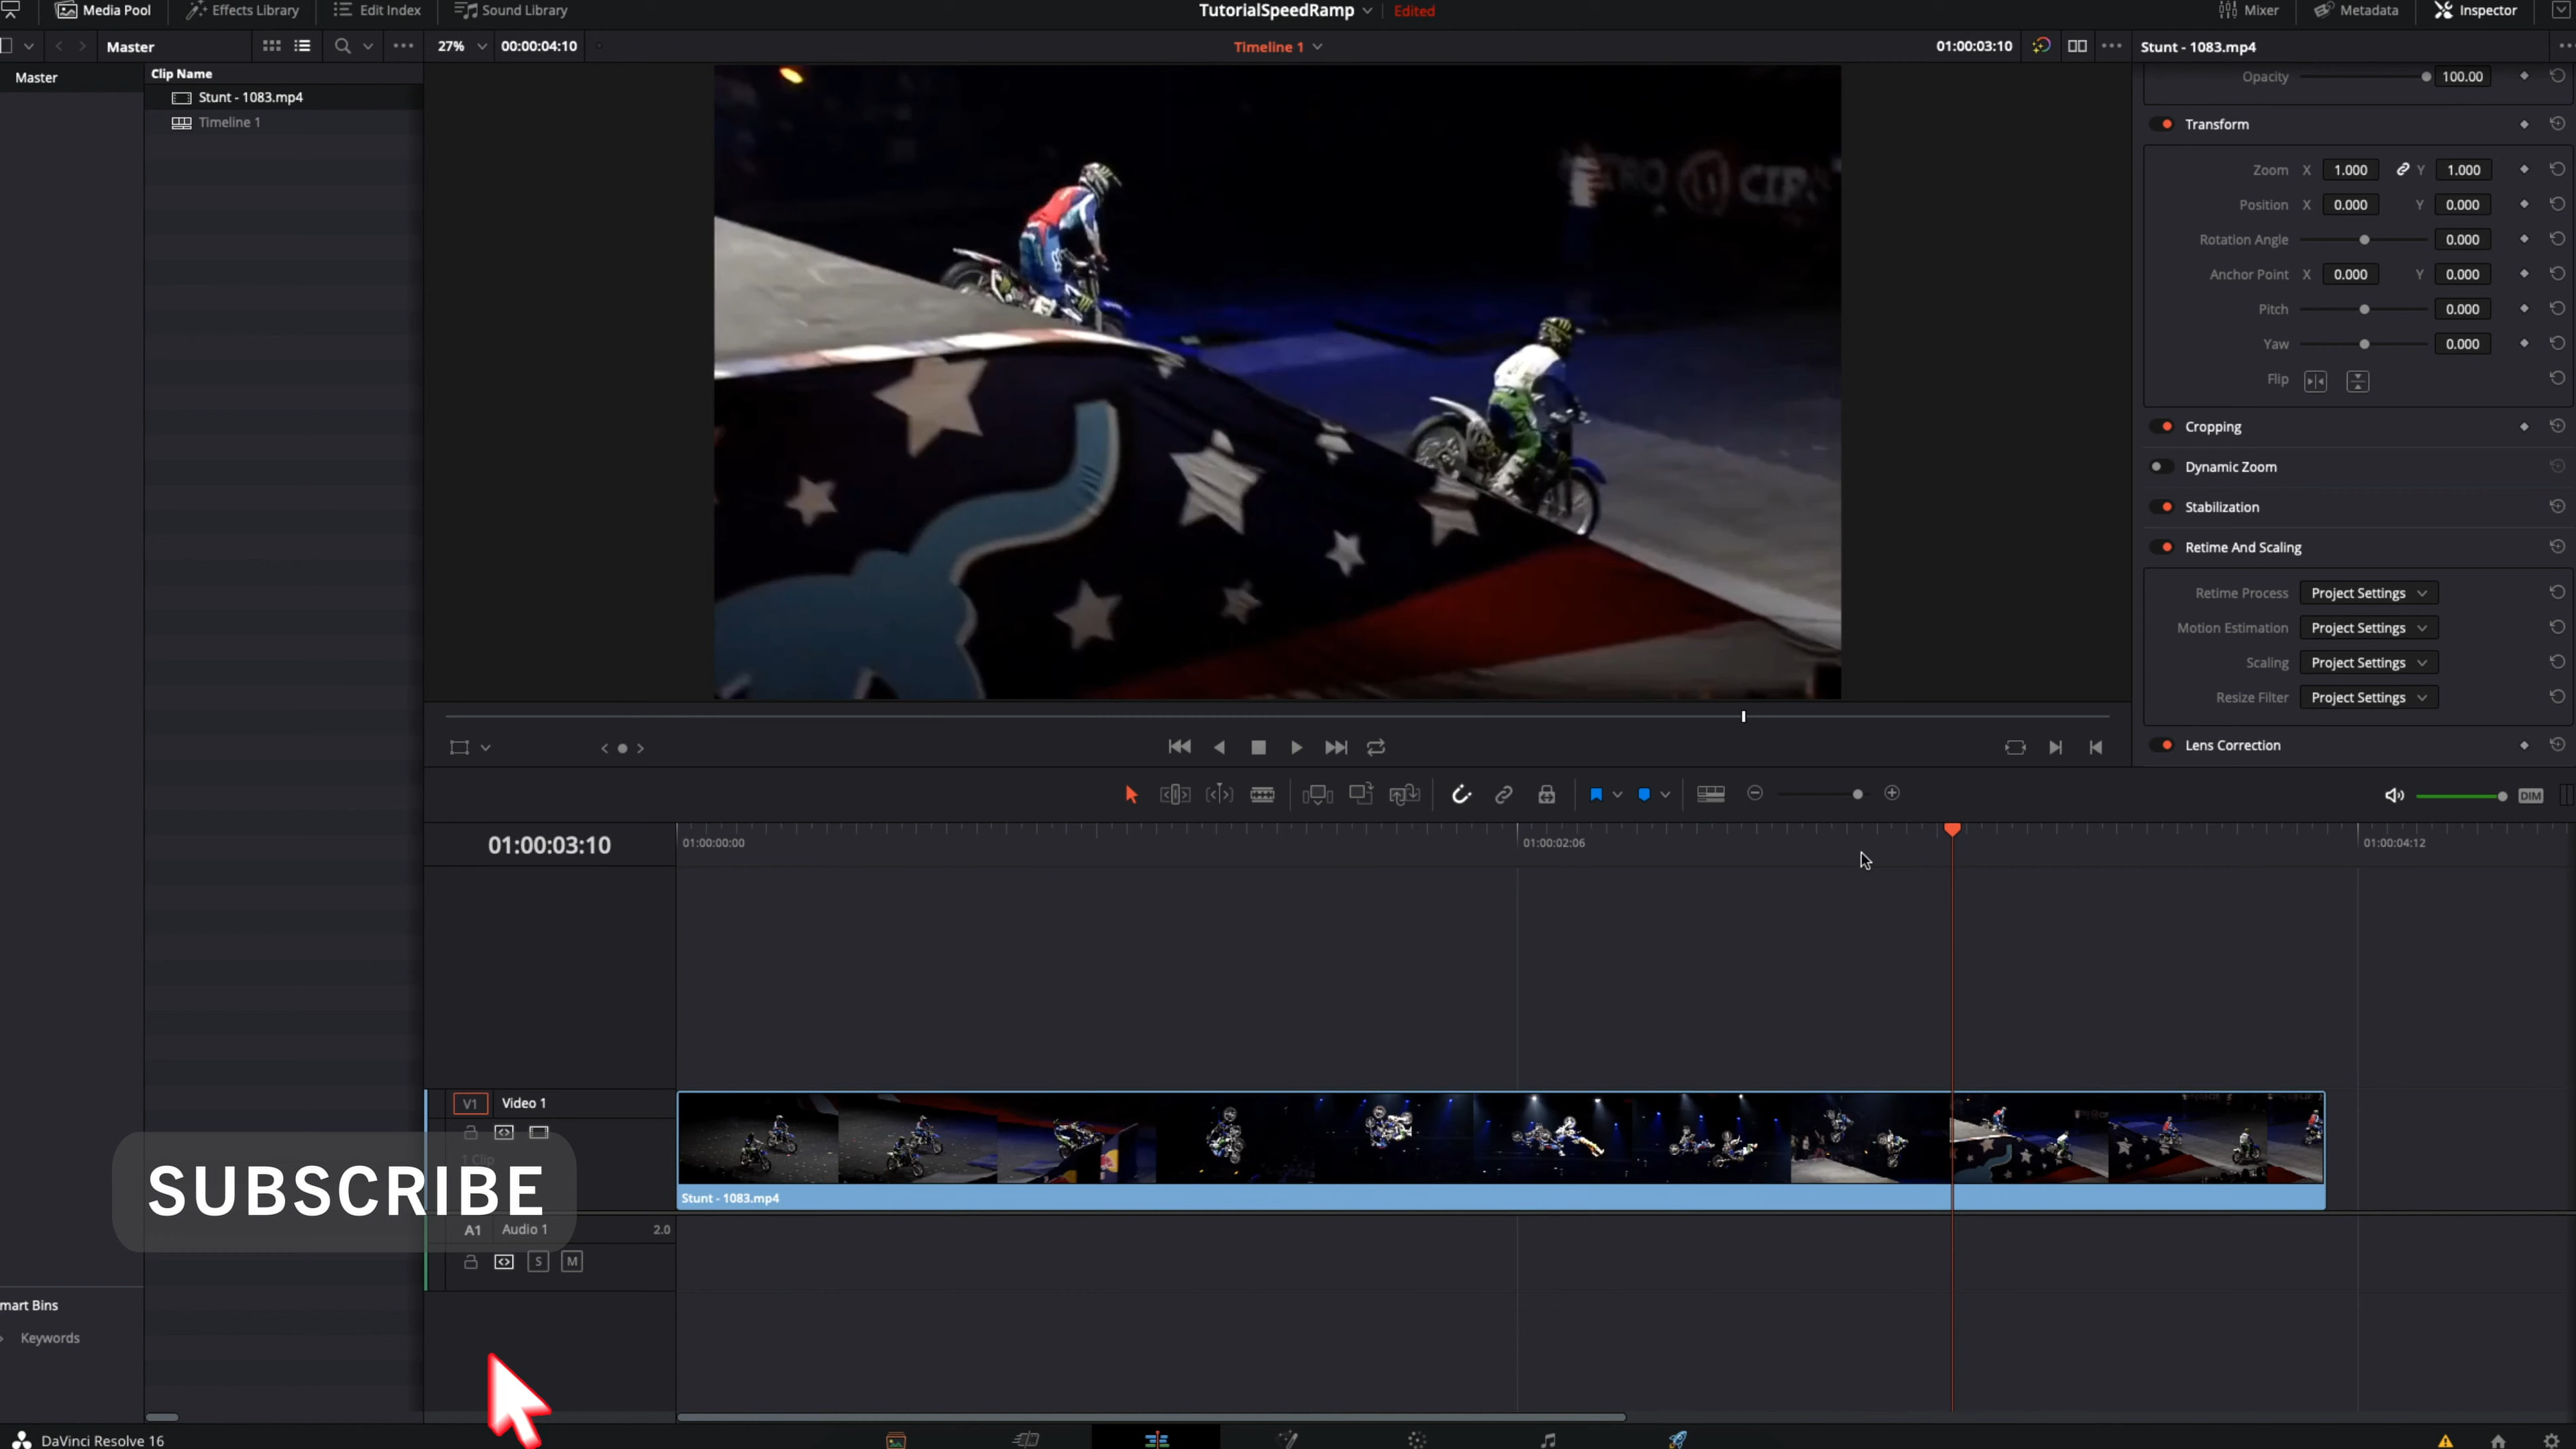 Media Pool
Effects Library
Edit Index
Sound Library
TutorialSpeedRamp
Edited
Mixer
Metadata
Inspector
Master
27%
00:00:04:10
Timeline 1
01:00:03:10
Stunt - 1083.mp4
Master
Clip Name
Stunt - 1083.mp4
Timeline 1
Opacity 100.00
Transform
Zoom X 1.000 Y 1.000
Position X 0.000 Y 0.000
Rotation Angle 0.000
Anchor Point X 0.000 Y 0.000
Pitch 0.000
Yaw 0.000
Flip
Cropping
Dynamic Zoom
Stabilization
Retime And Scaling
Retime Process Project Settings
Motion Estimation Project Settings
Scaling Project Settings
Resize Filter Project Settings
Lens Correction
DIM
01:00:03:10
01:00:00:00
01:00:02:06
01:00:04:12
V1 Video 1
1 Clip
Stunt - 1083.mp4
SUBSCRIBE
A1 Audio 1 2.0
S M
mart Bins
Keywords
DaVinci Resolve 16